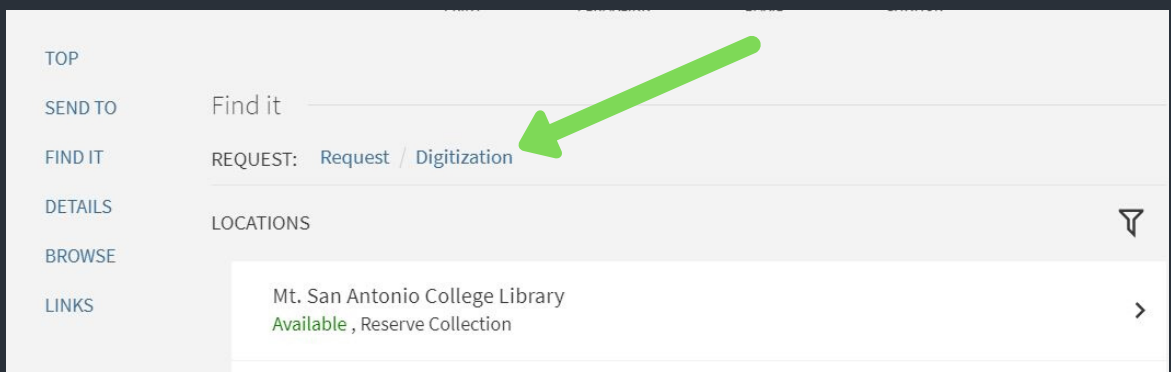 TOP
SEND TO
FIND IT
DETAILS
BROWSE
LINKS
Find it
REQUEST: Request / Digitization
LOCATIONS
Mt. San Antonio College Library
Available , Reserve Collection